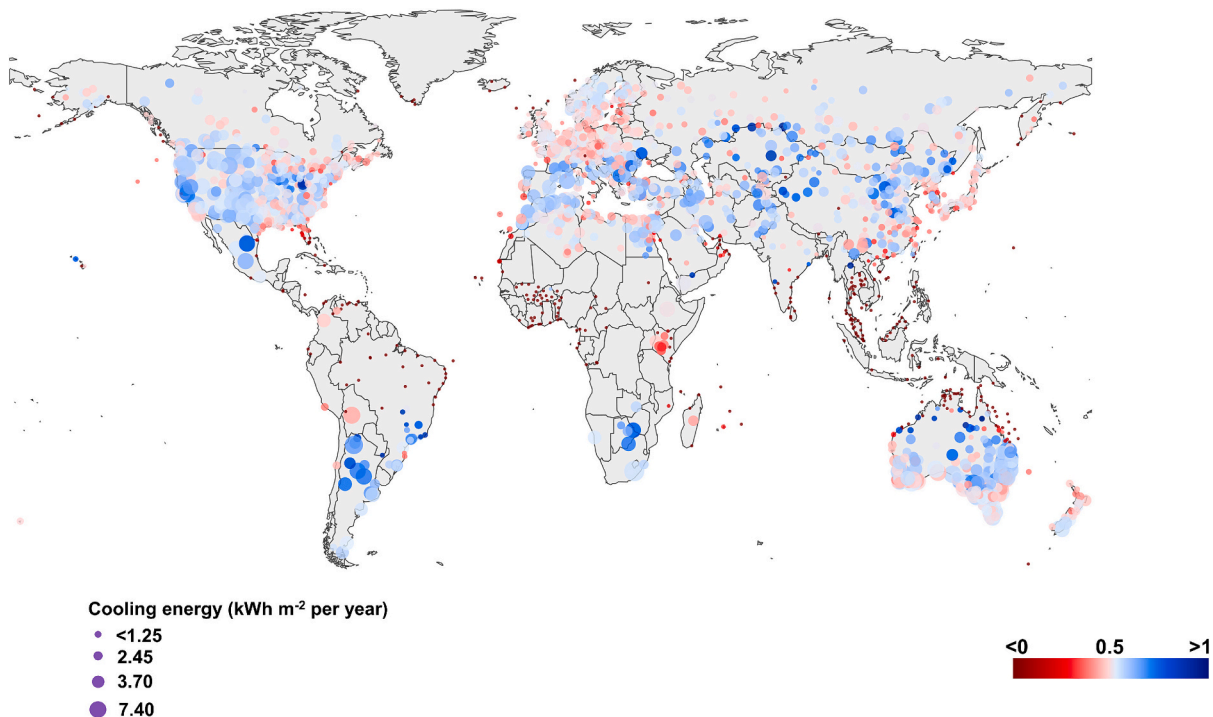 Cooling energy (kWh m⁻² per year)
<1.25
2.45
3.70
7.40
<0 0.5 >1